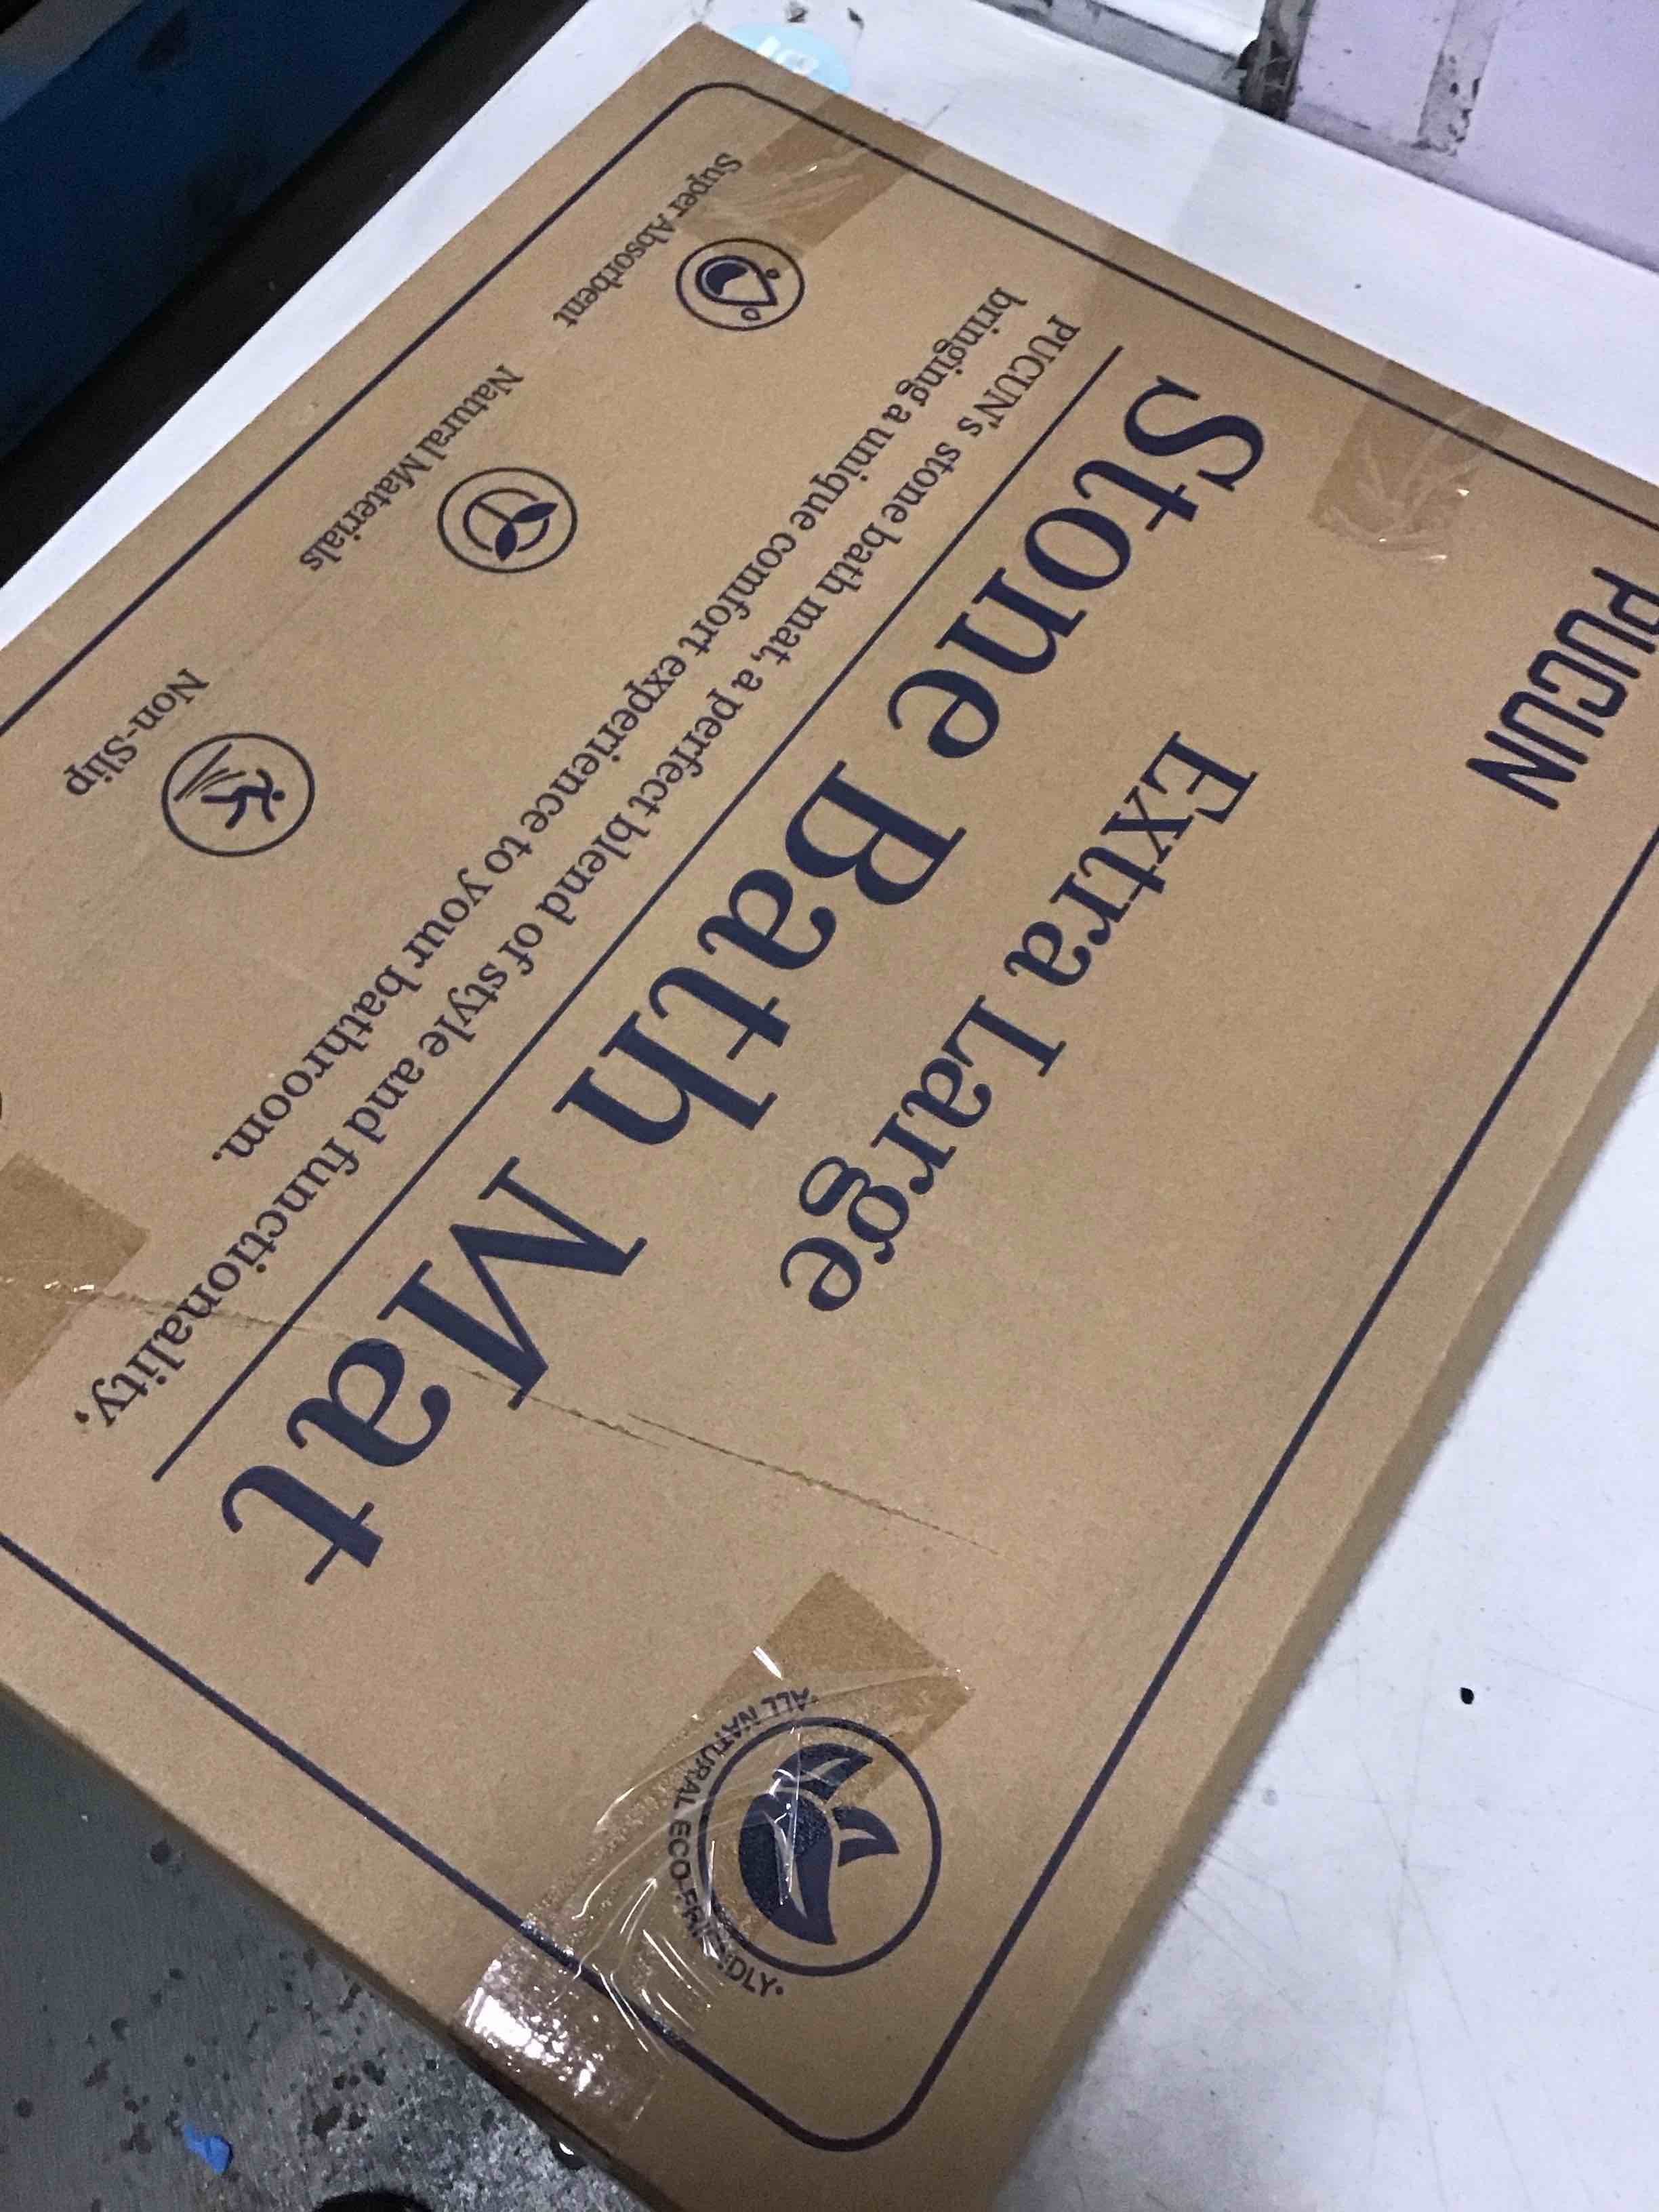 PUCUN
Extra Large
Stone Bath Mat
PUCUN's stone bath mat, a perfect blend of style and functionality,
bringing a unique comfort experience to your bathroom.
Super Absorbent
Natural Materials
Non-Slip
ALL NATURAL ECO-FRIENDLY